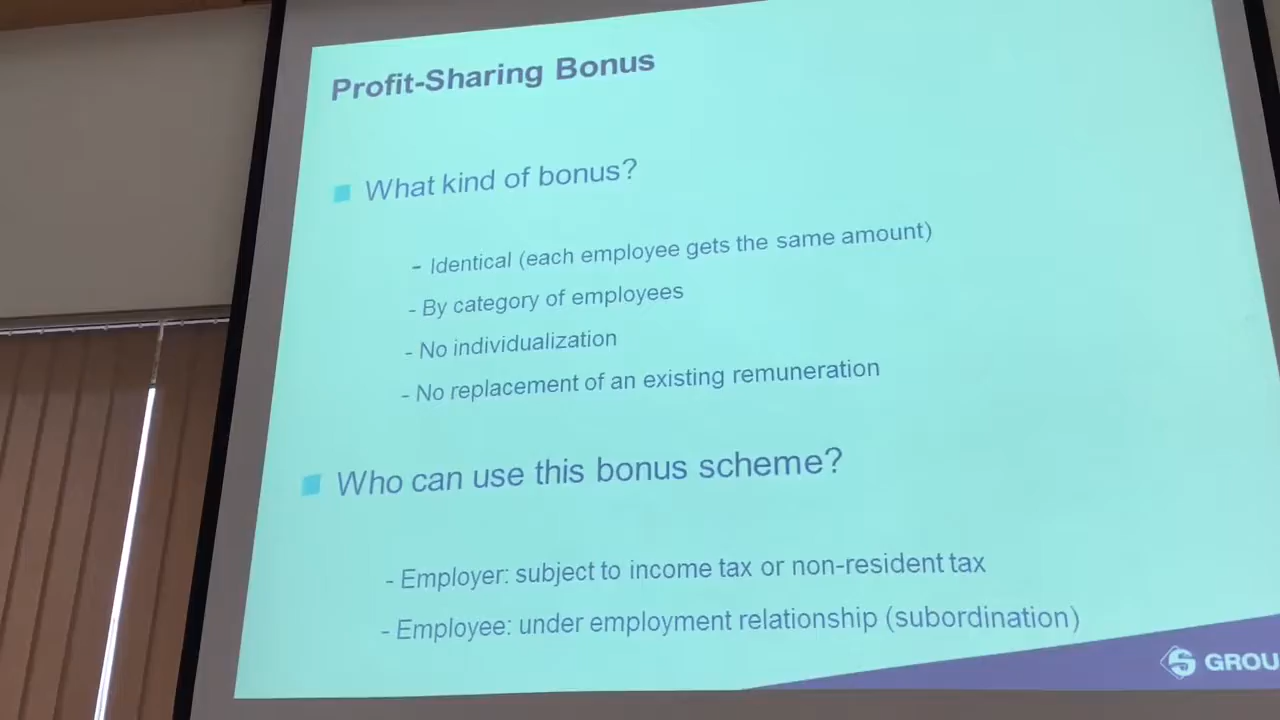 Profit-Sharing Bonus
What kind of bonus?
- Identical (each employee gets the same amount)
- By category of employees
- No individualization
- No replacement of an existing remuneration
Who can use this bonus scheme?
- Employer: subject to income tax or non-resident tax
- Employee: under employment relationship (subordination)
S GROU